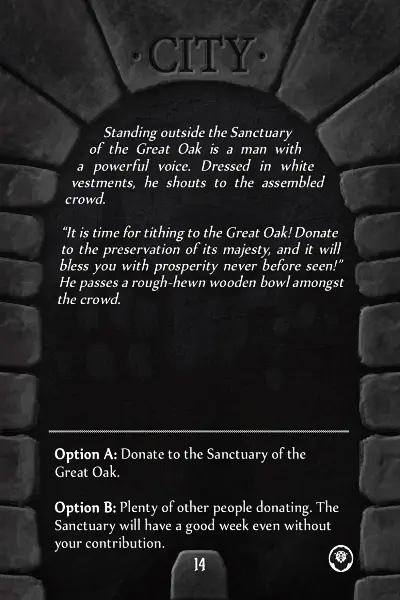 ·CITY·
Standing outside the Sanctuary
of the Great Oak is a man with
a powerful voice. Dressed in white
vestments, he shouts to the assembled
crowd.
“It is time for tithing to the Great Oak! Donate
to the preservation of its majesty, and it will
bless you with prosperity never before seen!”
He passes a rough-hewn wooden bowl amongst
the crowd.
Option A: Donate to the Sanctuary of the
Great Oak.
Option B: Plenty of other people donating. The
Sanctuary will have a good week even without
your contribution.
14